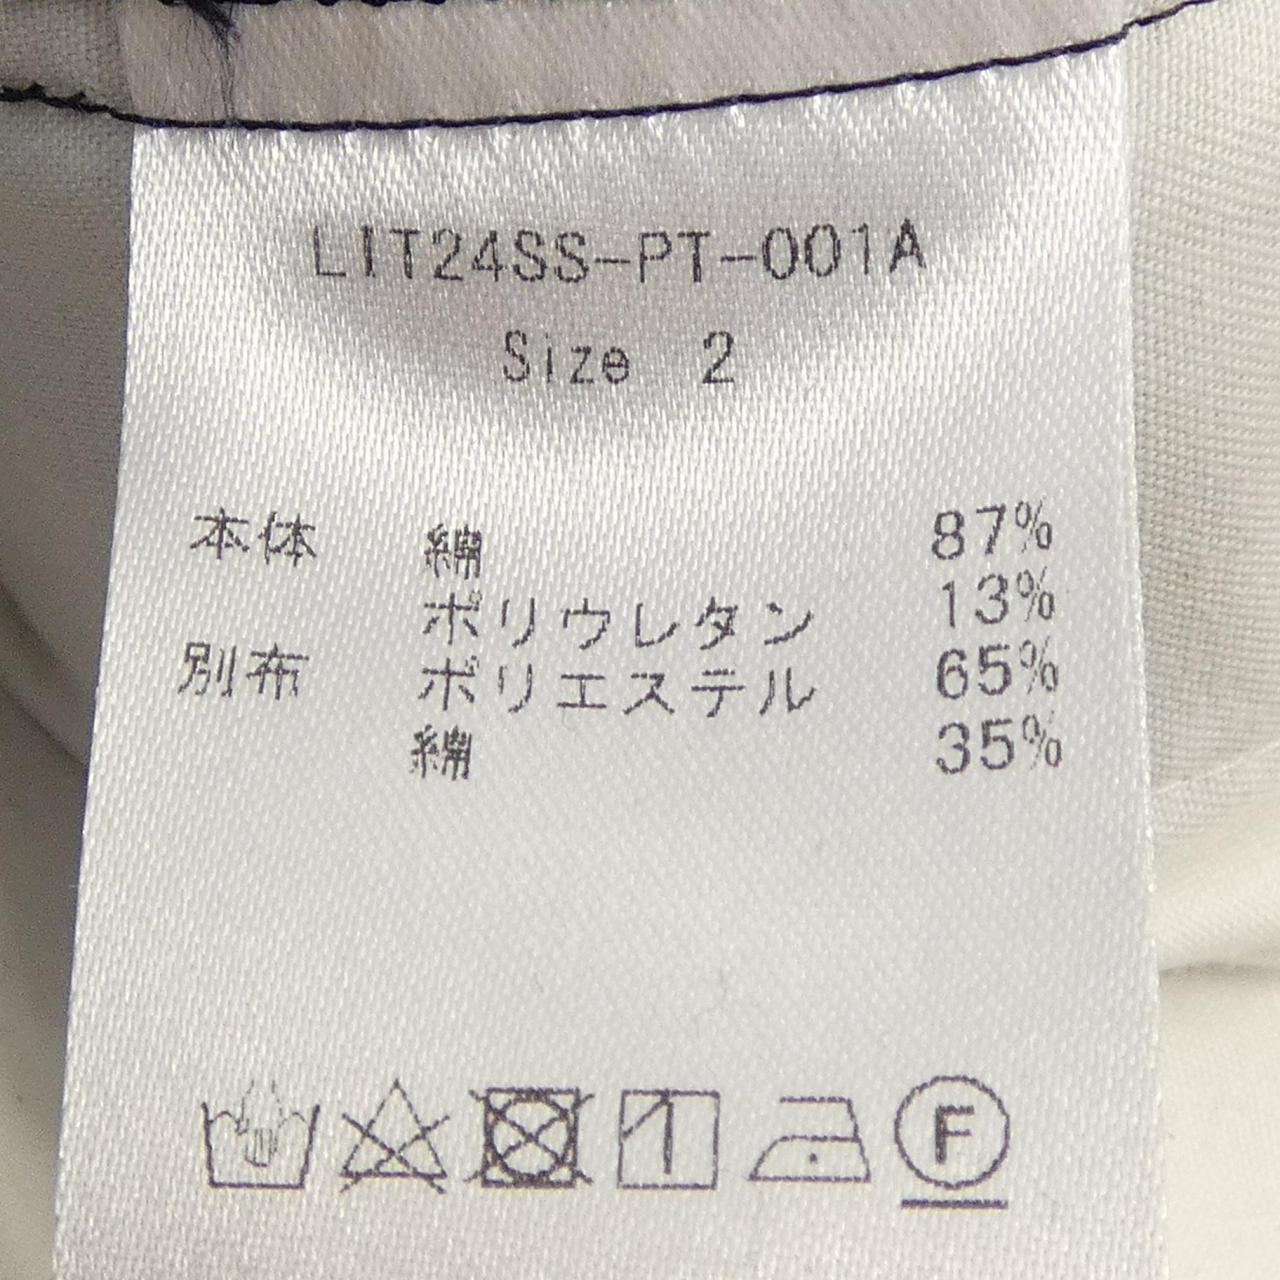 LIT24SS-PT-001A
Size 2
本体 綿 87%
ポリウレタン 13%
別布 ポリエステル 65%
綿 35%
F